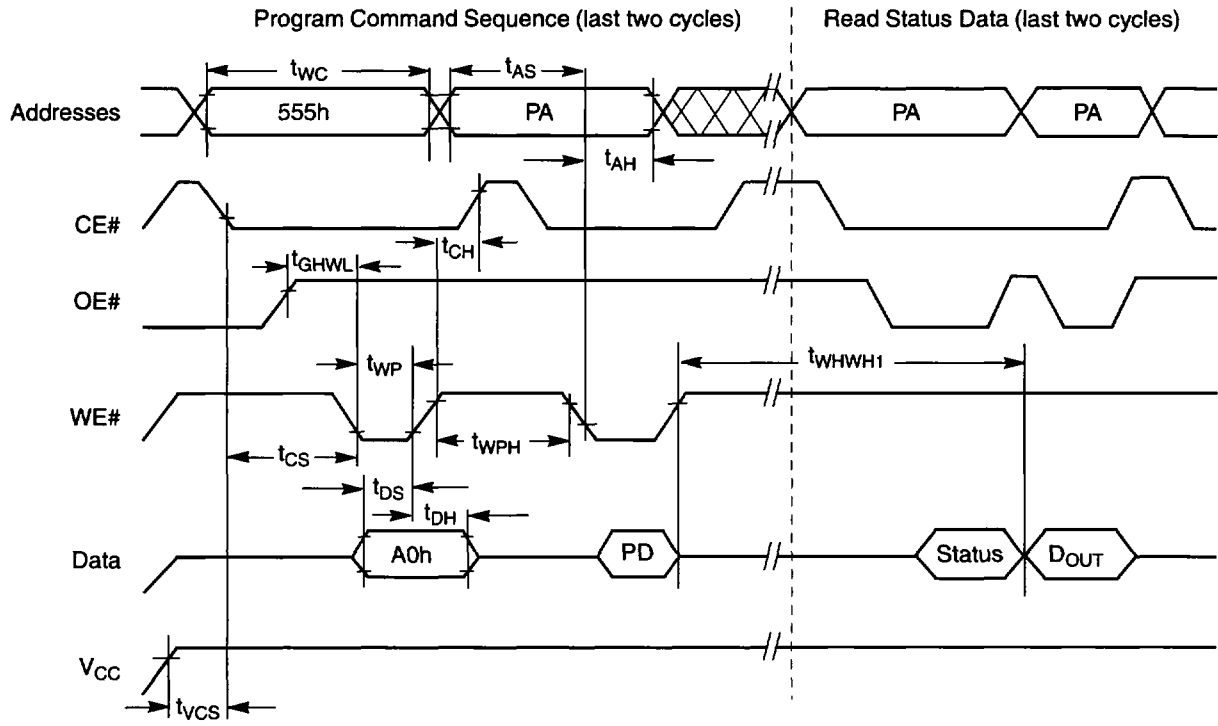 Program Command Sequence (last two cycles)
Read Status Data (last two cycles)
tWC
tAS
Addresses
555h
PA
PA
PA
tAH
CE#
tCH
tGHWL
OE#
tWP
tWHWH1
WE#
tWPH
tCS
tDS
tDH
Data
A0h
PD
Status
DOUT
VCC
tVCS